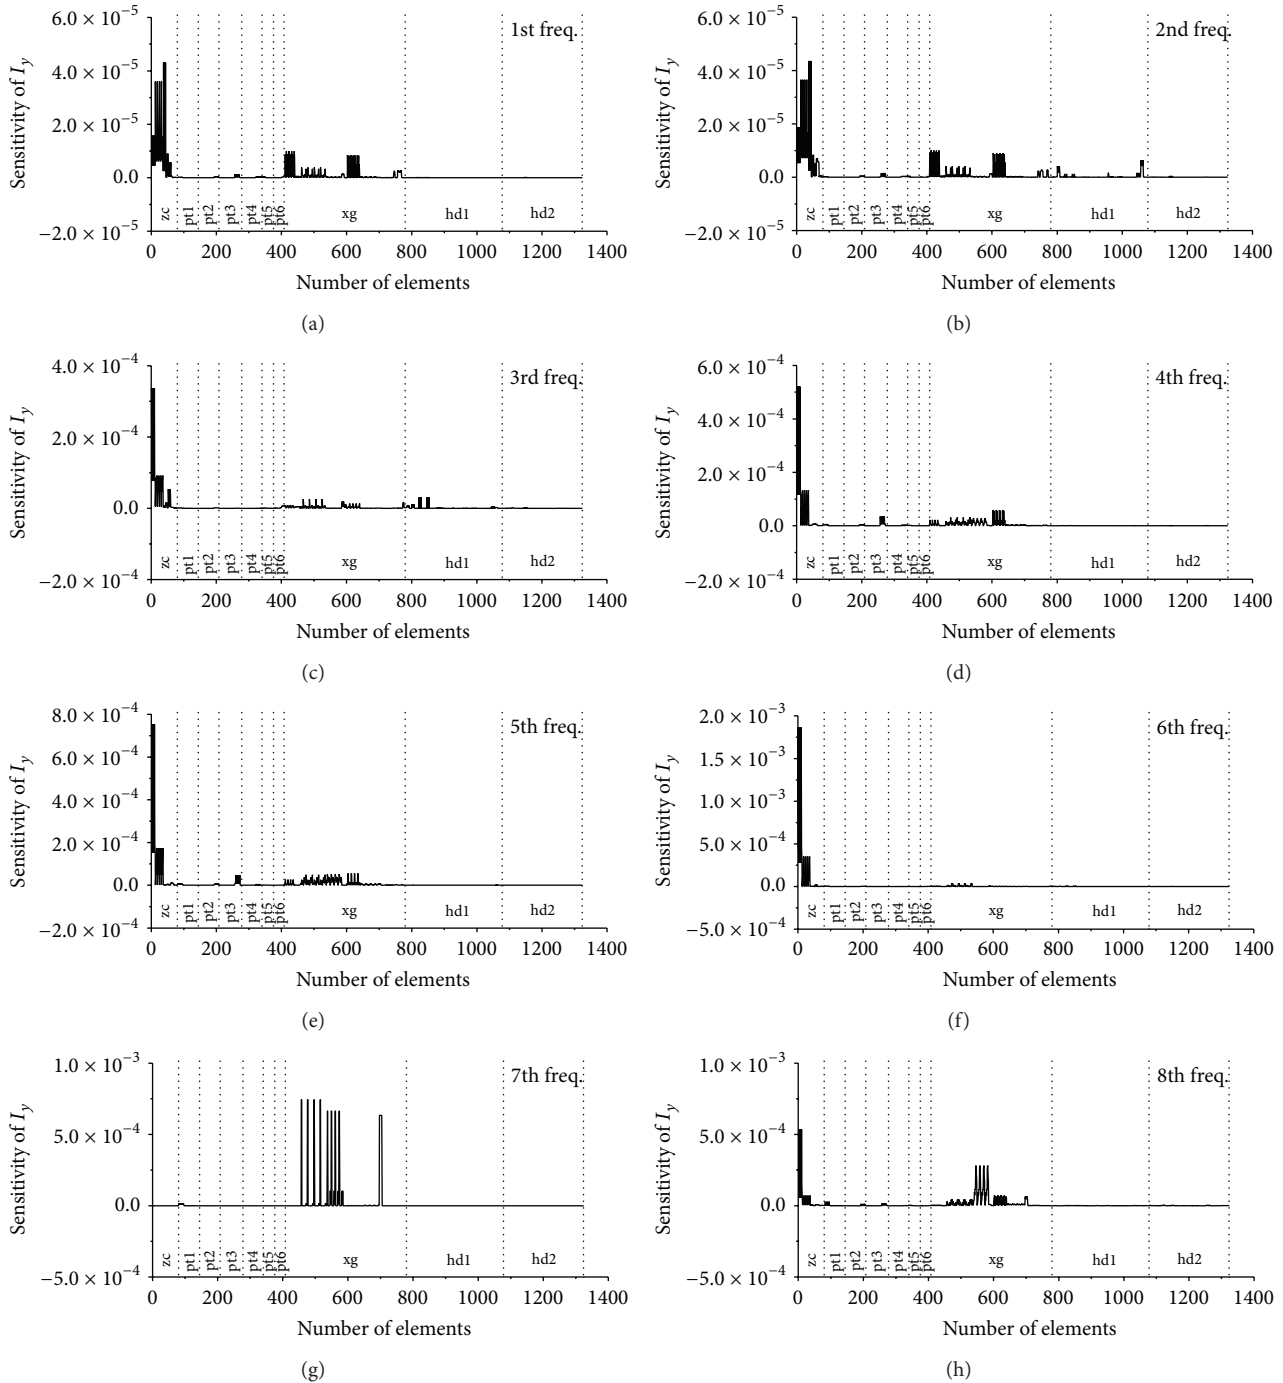 6.0 × 10⁻⁵
4.0 × 10⁻⁵
2.0 × 10⁻⁵
0.0
−2.0 × 10⁻⁵
Sensitivity of I_y
1st freq.
zc pt1 pt2 pt3 pt4 pt5 pt6 xg hd1 hd2
0 200 400 600 800 1000 1200 1400
Number of elements
(a)
6.0 × 10⁻⁵
4.0 × 10⁻⁵
2.0 × 10⁻⁵
0.0
−2.0 × 10⁻⁵
Sensitivity of I_y
2nd freq.
zc pt1 pt2 pt3 pt4 pt5 pt6 xg hd1 hd2
0 200 400 600 800 1000 1200 1400
Number of elements
(b)
4.0 × 10⁻⁴
2.0 × 10⁻⁴
0.0
−2.0 × 10⁻⁴
Sensitivity of I_y
3rd freq.
zc pt1 pt2 pt3 pt4 pt5 pt6 xg hd1 hd2
0 200 400 600 800 1000 1200 1400
Number of elements
(c)
6.0 × 10⁻⁴
4.0 × 10⁻⁴
2.0 × 10⁻⁴
0.0
−2.0 × 10⁻⁴
Sensitivity of I_y
4th freq.
zc pt1 pt2 pt3 pt4 pt5 pt6 xg hd1 hd2
0 200 400 600 800 1000 1200 1400
Number of elements
(d)
8.0 × 10⁻⁴
6.0 × 10⁻⁴
4.0 × 10⁻⁴
2.0 × 10⁻⁴
0.0
−2.0 × 10⁻⁴
Sensitivity of I_y
5th freq.
zc pt1 pt2 pt3 pt4 pt5 pt6 xg hd1 hd2
0 200 400 600 800 1000 1200 1400
Number of elements
(e)
2.0 × 10⁻³
1.5 × 10⁻³
1.0 × 10⁻³
5.0 × 10⁻⁴
0.0
−5.0 × 10⁻⁴
Sensitivity of I_y
6th freq.
zc pt1 pt2 pt3 pt4 pt5 pt6 xg hd1 hd2
0 200 400 600 800 1000 1200 1400
Number of elements
(f)
1.0 × 10⁻³
5.0 × 10⁻⁴
0.0
−5.0 × 10⁻⁴
Sensitivity of I_y
7th freq.
zc pt1 pt2 pt3 pt4 pt5 pt6 xg hd1 hd2
0 200 400 600 800 1000 1200 1400
Number of elements
(g)
1.0 × 10⁻³
5.0 × 10⁻⁴
0.0
−5.0 × 10⁻⁴
Sensitivity of I_y
8th freq.
zc pt1 pt2 pt3 pt4 pt5 pt6 xg hd1 hd2
0 200 400 600 800 1000 1200 1400
Number of elements
(h)